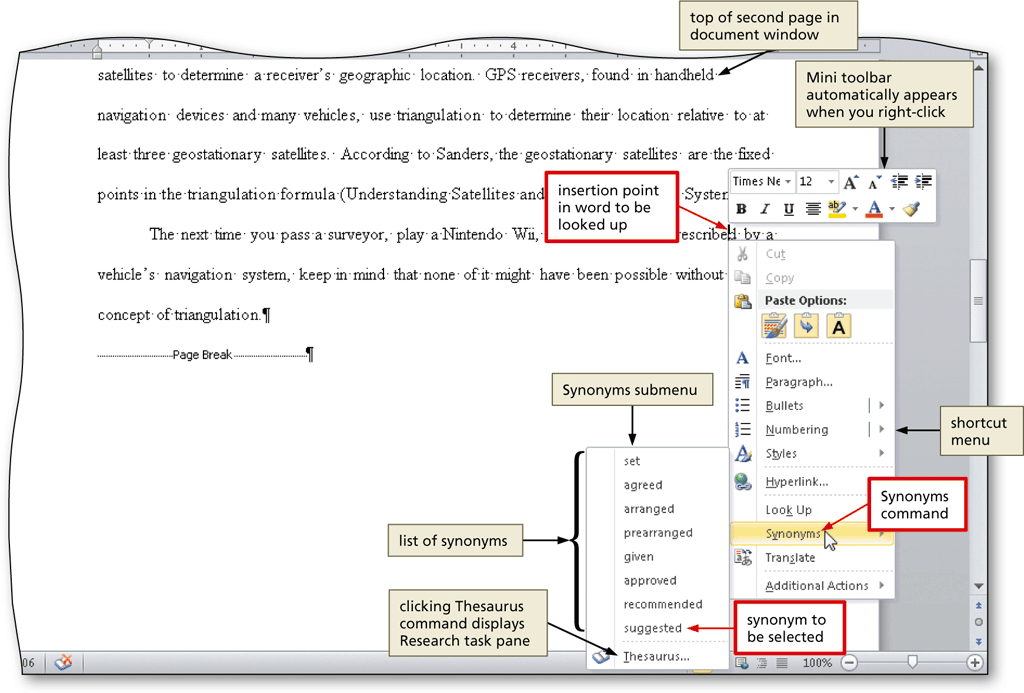 top of second page in
document window
4
satellites to determine a receiver's geographic location. GPS receivers, found in handheld
Mini toolbar
automatically appears
when you right-click
navigation devices and many vehicles, use triangulation to determine their location relative to at
least three geostationary satellites. According to Sanders, the geostationary satellites are the fixed
points in the triangulation formula (Understanding Satellites and
Times Ne 12
B I U
insertion point
in word to be
looked up
The next time you pass a surveyor, play a Nintendo Wii, by a
vehicle's navigation system, keep in mind that none of it might have been possible without
concept of triangulation.¶
Page Break ¶
Cut
Copy
Paste Options:
A
Font...
Paragraph...
Bullets
Numbering
Styles
Hyperlink...
Look Up
Synonyms
Translate
Additional Actions
shortcut
menu
Synonyms
command
Synonyms submenu
set
agreed
arranged
prearranged
given
approved
recommended
suggested
Thesaurus...
list of synonyms
clicking Thesaurus
command displays
Research task pane
synonym to
be selected
06
100%